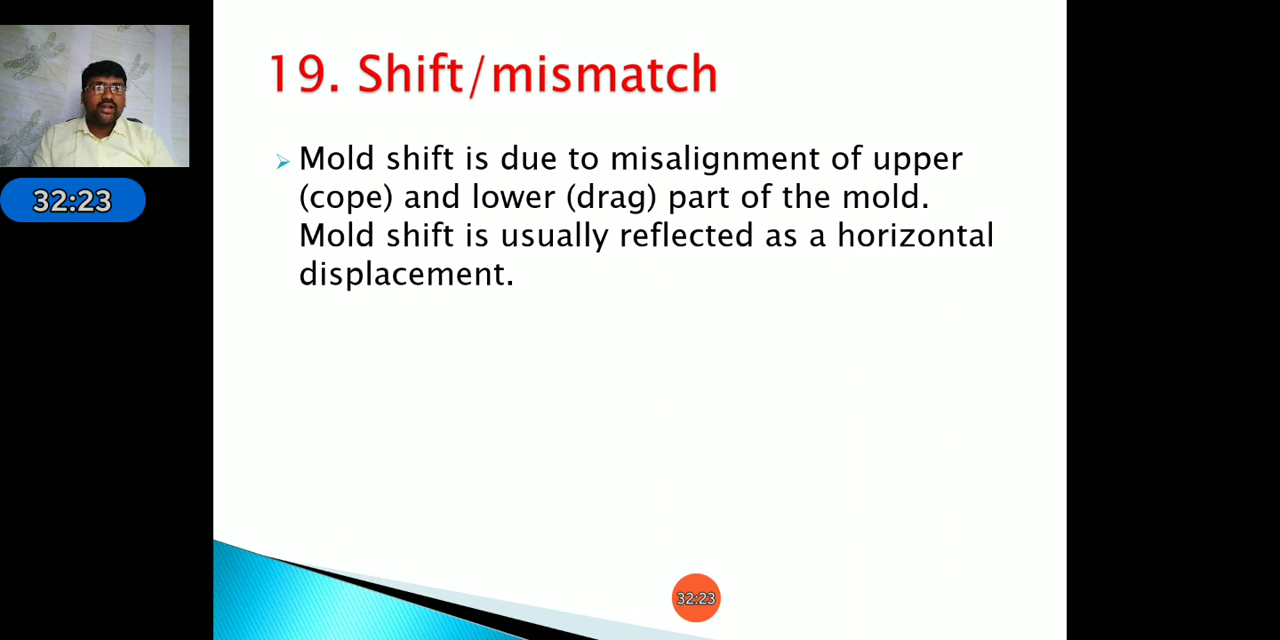 19. Shift/mismatch
Mold shift is due to misalignment of upper
(cope) and lower (drag) part of the mold.
Mold shift is usually reflected as a horizontal
displacement.
32:23
32:23